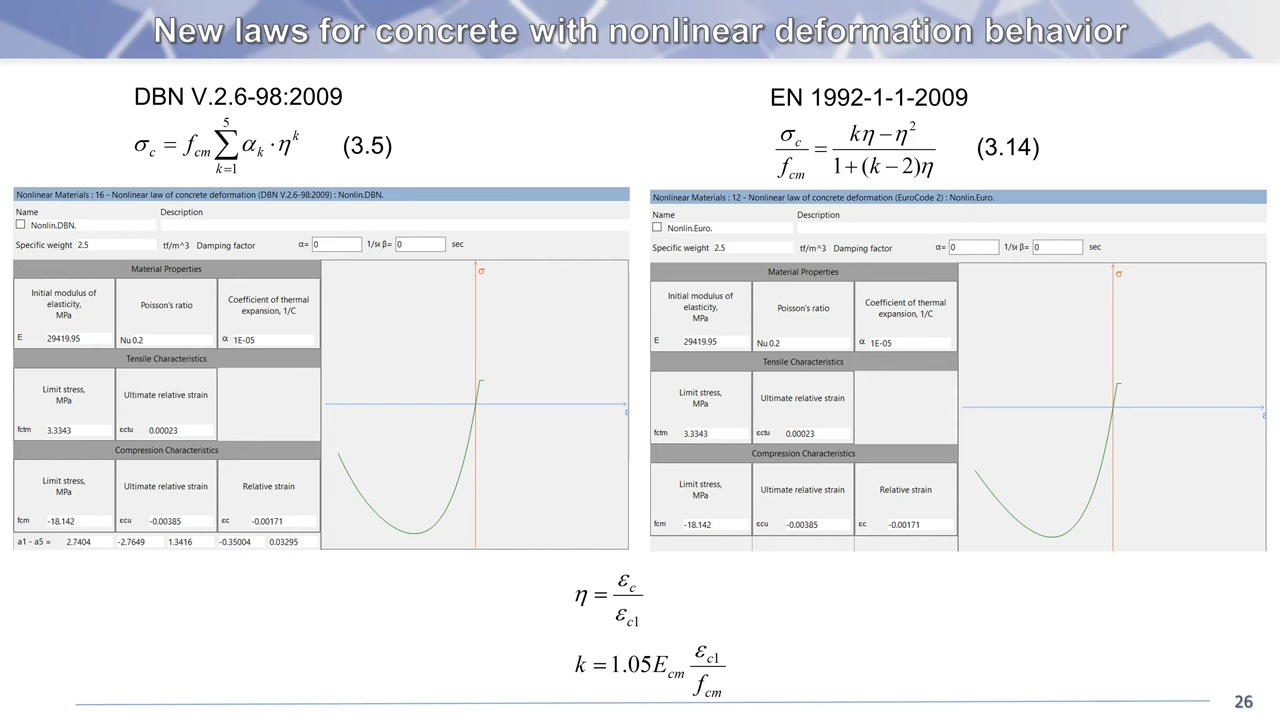 New laws for concrete with nonlinear deformation behavior
DBN V.2.6-98:2009
σc = fcm ∑ k=1 5 αk · η^k (3.5)
Nonlinear Materials : 16 - Nonlinear law of concrete deformation (DBN V.2.6-98:2009) : Nonlin.DBN.
Name Description
Nonlin.DBN.
Specific weight 2.5 tf/m^3 Damping factor α= 0 1/se β= 0 sec
Material Properties
Initial modulus of elasticity, MPa
Poisson's ratio
Coefficient of thermal expansion, 1/C
E 29419.95 Nu 0.2 α 1E-05
Tensile Characteristics
Limit stress, MPa
Ultimate relative strain
fctm 3.3343 εctu 0.00023
Compression Characteristics
Limit stress, MPa
Ultimate relative strain
Relative strain
fcm -18.142 εcu -0.00385 εc -0.00171
a1 - a5 = 2.7404 -2.7649 1.3416 -0.35004 0.03295
σ
ε
EN 1992-1-1-2009
σc / fcm = (kη − η²) / (1 + (k − 2)η) (3.14)
Nonlinear Materials : 12 - Nonlinear law of concrete deformation (EuroCode 2) : Nonlin.Euro.
Name Description
Nonlin.Euro.
Specific weight 2.5 tf/m^3 Damping factor α= 0 1/se β= 0 sec
Material Properties
Initial modulus of elasticity, MPa
Poisson's ratio
Coefficient of thermal expansion, 1/C
E 29419.95 Nu 0.2 α 1E-05
Tensile Characteristics
Limit stress, MPa
Ultimate relative strain
fctm 3.3343 εctu 0.00023
Compression Characteristics
Limit stress, MPa
Ultimate relative strain
Relative strain
fcm -18.142 εcu -0.00385 εc -0.00171
σ
ε
η = εc / εc1
k = 1.05Ecm εc1 / fcm
26